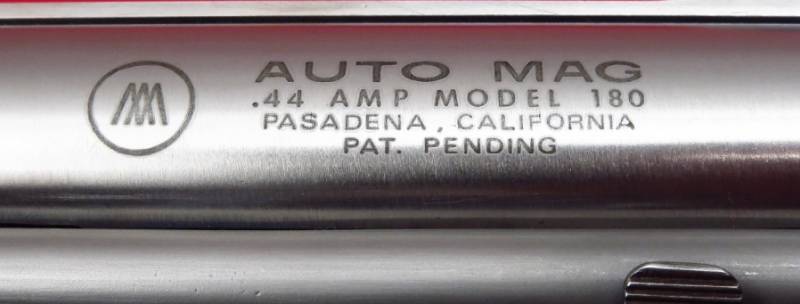 AUTO MAG
.44 AMP MODEL 180
PASADENA, CALIFORNIA
PAT. PENDING